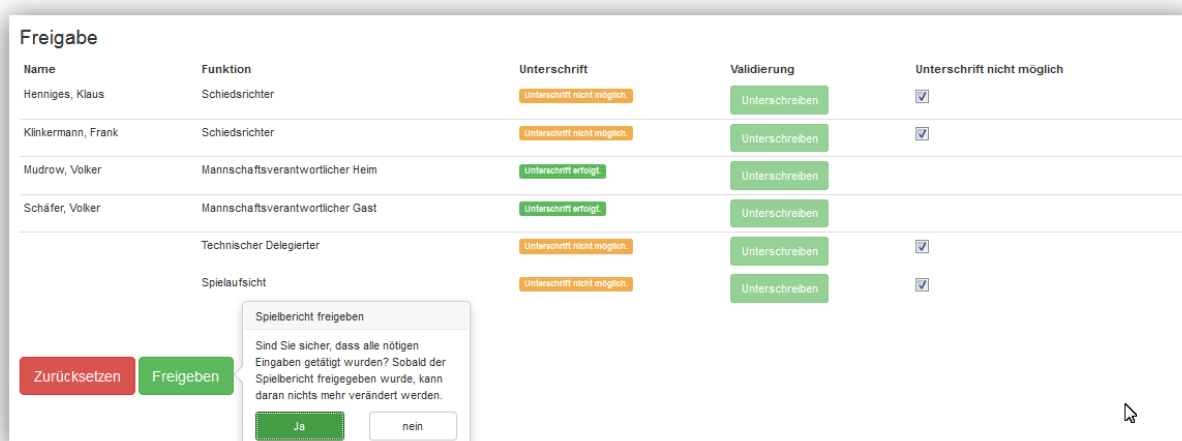 Freigabe
Name Funktion Unterschrift Validierung Unterschrift nicht möglich
Henniges, Klaus Schiedsrichter Unterschrift nicht möglich. Unterschreiben
Klinkermann, Frank Schiedsrichter Unterschrift nicht möglich. Unterschreiben
Mudrow, Volker Mannschaftsverantwortlicher Heim Unterschrift erfolgt. Unterschreiben
Schäfer, Volker Mannschaftsverantwortlicher Gast Unterschrift erfolgt. Unterschreiben
Technischer Delegierter Unterschrift nicht möglich. Unterschreiben
Spielaufsicht Unterschrift nicht möglich. Unterschreiben
Spielbericht freigeben
Sind Sie sicher, dass alle nötigen
Eingaben getätigt wurden? Sobald der
Spielbericht freigegeben wurde, kann
daran nichts mehr verändert werden.
Zurücksetzen Freigeben
Ja nein